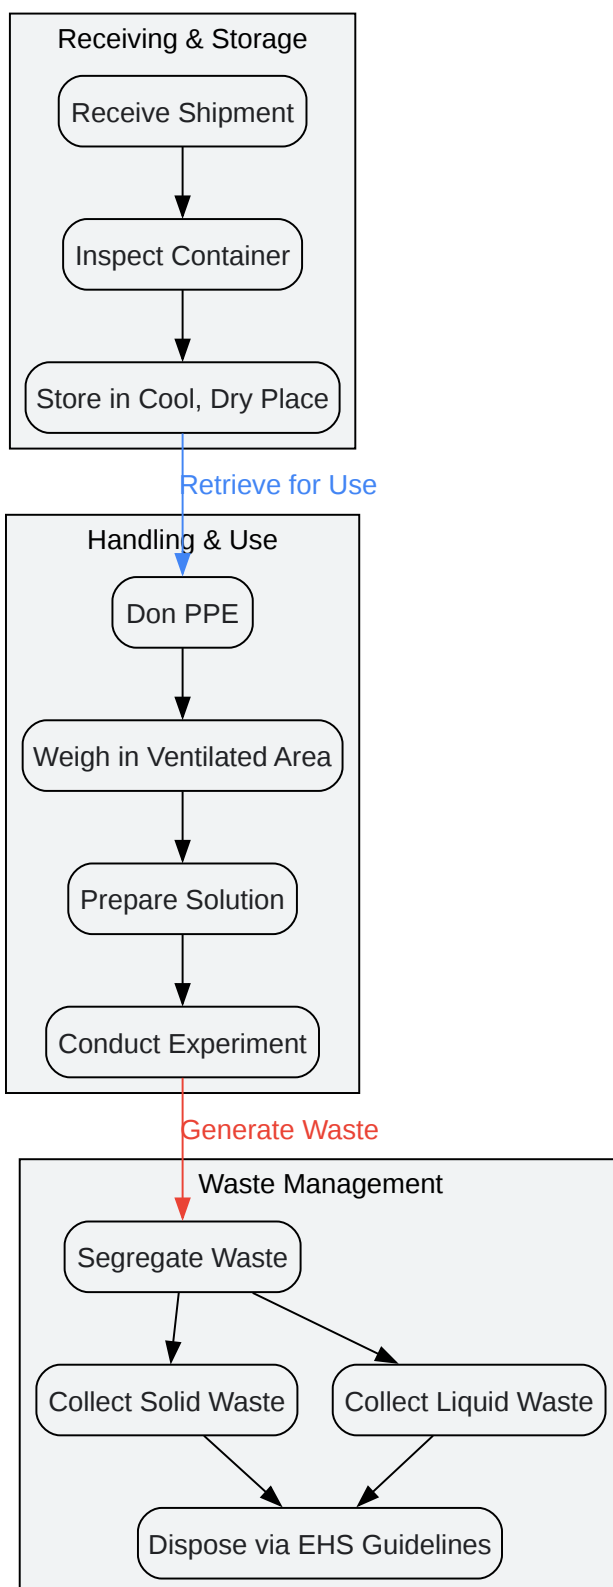 Receiving & Storage
Receive Shipment
Inspect Container
Store in Cool, Dry Place
Retrieve for Use
Handling & Use
Don PPE
Weigh in Ventilated Area
Prepare Solution
Conduct Experiment
Generate Waste
Waste Management
Segregate Waste
Collect Solid Waste
Collect Liquid Waste
Dispose via EHS Guidelines